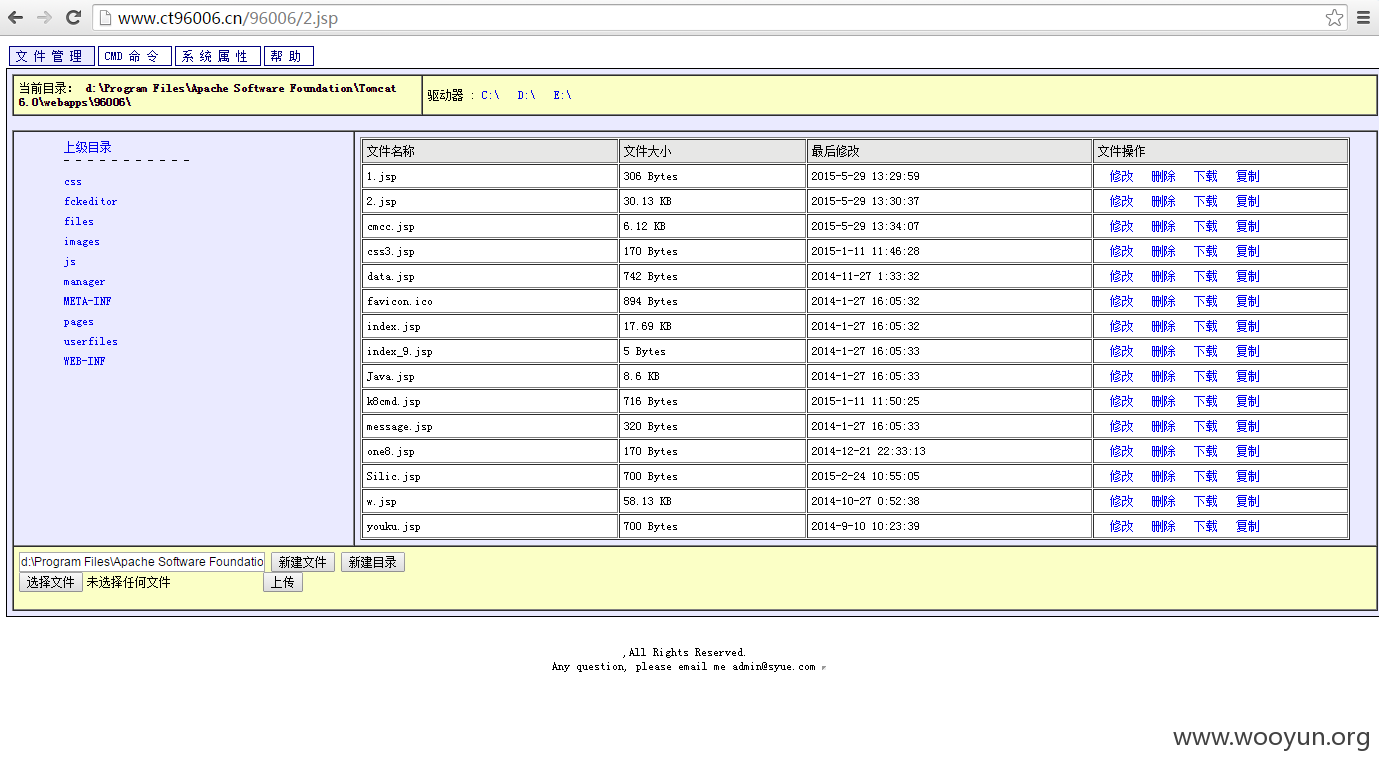 www.ct96006.cn/96006/2.jsp
文件管理 CMD 命令 系统属性 帮助
当前目录： d:\Program Files\Apache Software Foundation\Tomcat
6.0\webapps\96006\
驱动器 : C:\ D:\ E:\
上级目录
- - - - - - - - - - -
css
fckeditor
files
images
js
manager
META-INF
pages
userfiles
WEB-INF
文件名称 文件大小 最后修改 文件操作
1.jsp 306 Bytes 2015-5-29 13:29:59 修改 删除 下载 复制
2.jsp 30.13 KB 2015-5-29 13:30:37 修改 删除 下载 复制
cmcc.jsp 6.12 KB 2015-5-29 13:34:07 修改 删除 下载 复制
css3.jsp 170 Bytes 2015-1-11 11:46:28 修改 删除 下载 复制
data.jsp 742 Bytes 2014-11-27 1:33:32 修改 删除 下载 复制
favicon.ico 894 Bytes 2014-1-27 16:05:32 修改 删除 下载 复制
index.jsp 17.69 KB 2014-1-27 16:05:32 修改 删除 下载 复制
index_9.jsp 5 Bytes 2014-1-27 16:05:33 修改 删除 下载 复制
Java.jsp 8.6 KB 2014-1-27 16:05:33 修改 删除 下载 复制
k8cmd.jsp 716 Bytes 2015-1-11 11:50:25 修改 删除 下载 复制
message.jsp 320 Bytes 2014-1-27 16:05:33 修改 删除 下载 复制
one8.jsp 170 Bytes 2014-12-21 22:33:13 修改 删除 下载 复制
Silic.jsp 700 Bytes 2015-2-24 10:55:05 修改 删除 下载 复制
w.jsp 58.13 KB 2014-10-27 0:52:38 修改 删除 下载 复制
youku.jsp 700 Bytes 2014-9-10 10:23:39 修改 删除 下载 复制
d:\Program Files\Apache Software Foundatio 新建文件 新建目录
选择文件 未选择任何文件 上传
,All Rights Reserved.
Any question, please email me admin@syue.com
www.wooyun.org